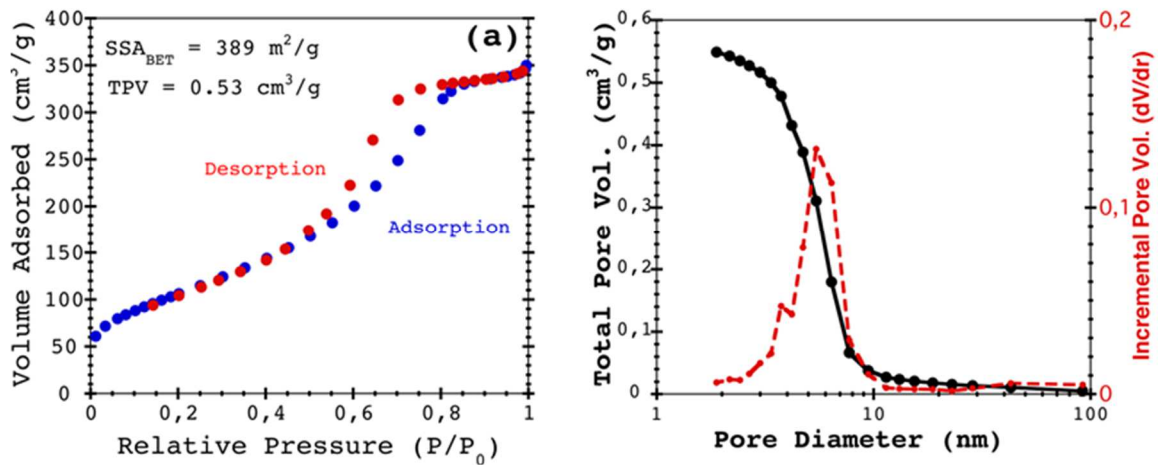 (a)
SSA_BET = 389 m²/g
TPV = 0.53 cm³/g
Desorption
Adsorption
Volume Adsorbed (cm³/g)
400
350
300
250
200
150
100
50
0
0 0,2 0,4 0,6 0,8 1
Relative Pressure (P/P₀)
Total Pore Vol. (cm³/g)
0,6
0,5
0,4
0,3
0,2
0,1
0
1 10 100
Pore Diameter (nm)
0,2
0,1
0
Incremental Pore Vol. (dV/dr)